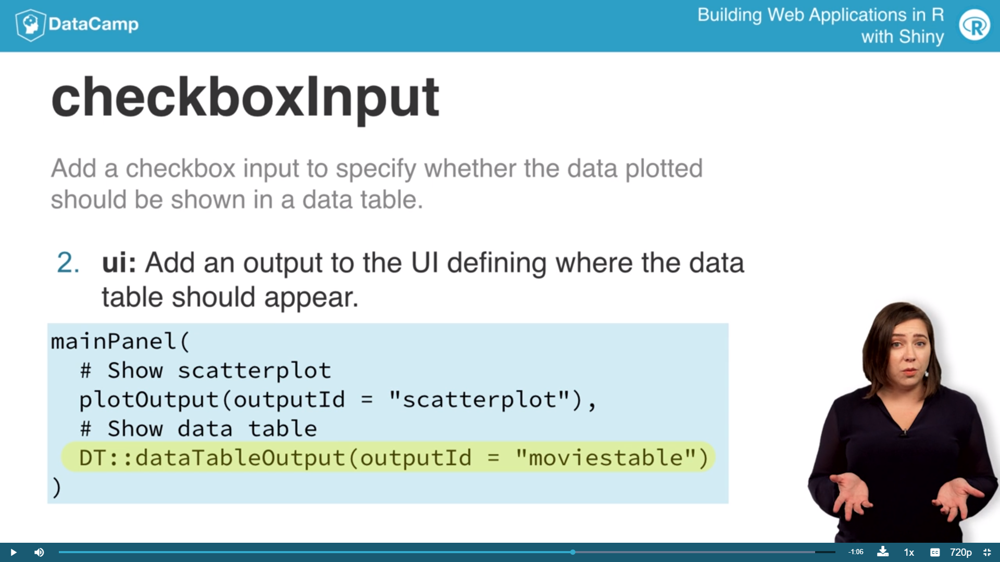 DataCamp
Building Web Applications in R
with Shiny
R
checkboxInput
Add a checkbox input to specify whether the data plotted
should be shown in a data table.
2. ui: Add an output to the UI defining where the data
table should appear.
mainPanel(
  # Show scatterplot
  plotOutput(outputId = "scatterplot"),
  # Show data table
  DT::dataTableOutput(outputId = "moviestable")
)
-1:06
1x
CC
720p